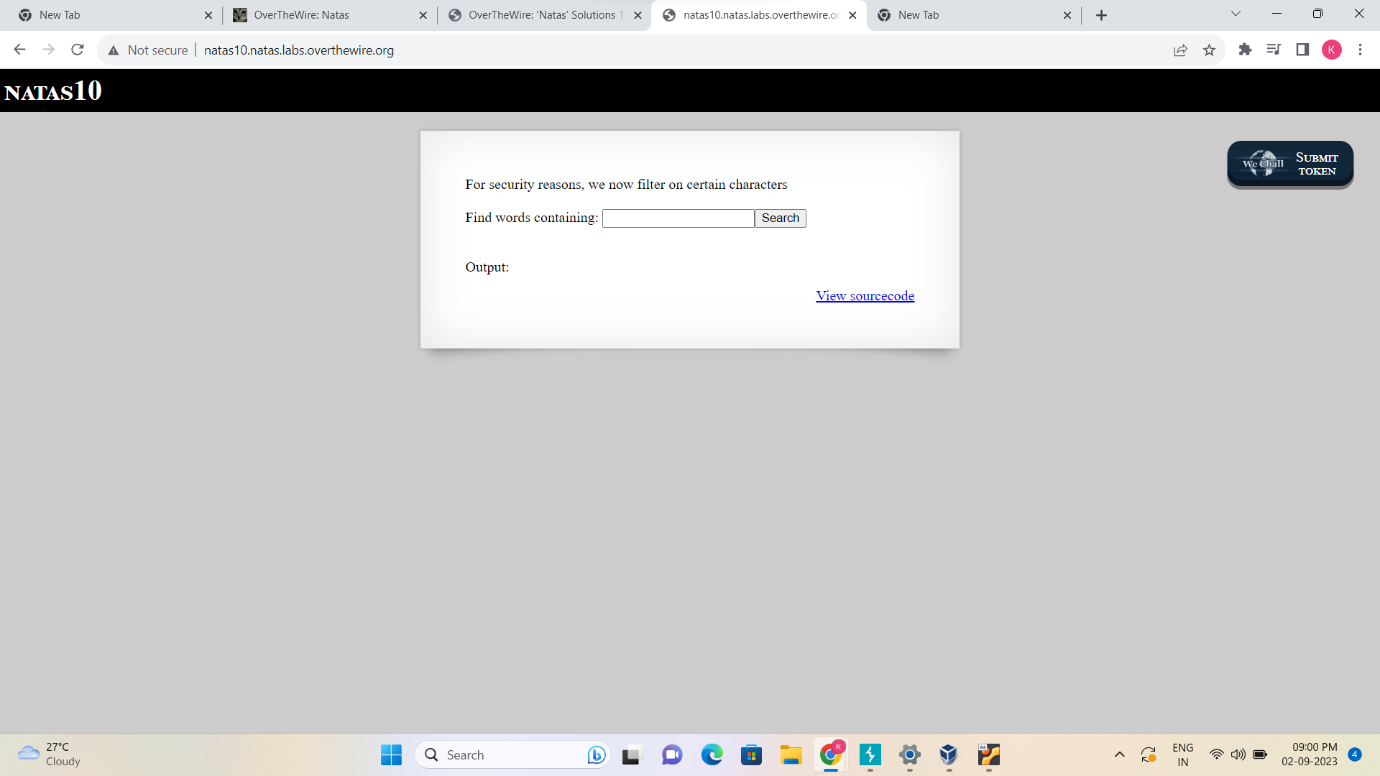 New Tab
OverTheWire: Natas
OverTheWire: 'Natas' Solutions 1
natas10.natas.labs.overthewire.or
New Tab
Not secure
natas10.natas.labs.overthewire.org
K
NATAS10
For security reasons, we now filter on certain characters
Find words containing:
Search
Output:
View sourcecode
We Chall
SUBMIT
TOKEN
27°C
Cloudy
Search
K
ENG
IN
09:00 PM
02-09-2023
4